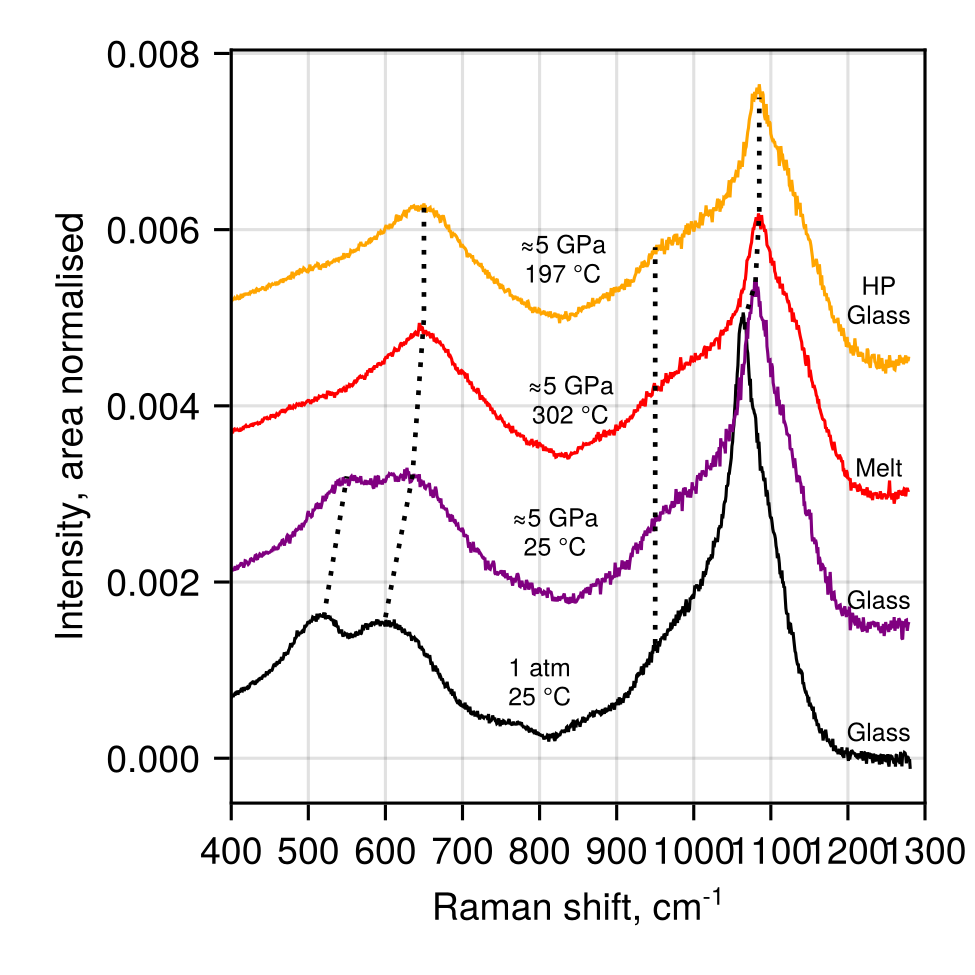 0.008
0.006
0.004
0.002
0.000
Intensity, area normalised
≈5 GPa
197 °C
HP
Glass
≈5 GPa
302 °C
Melt
≈5 GPa
25 °C
Glass
1 atm
25 °C
Glass
400 500 600 700 800 900 1000 1100 1200 1300
Raman shift, cm⁻¹